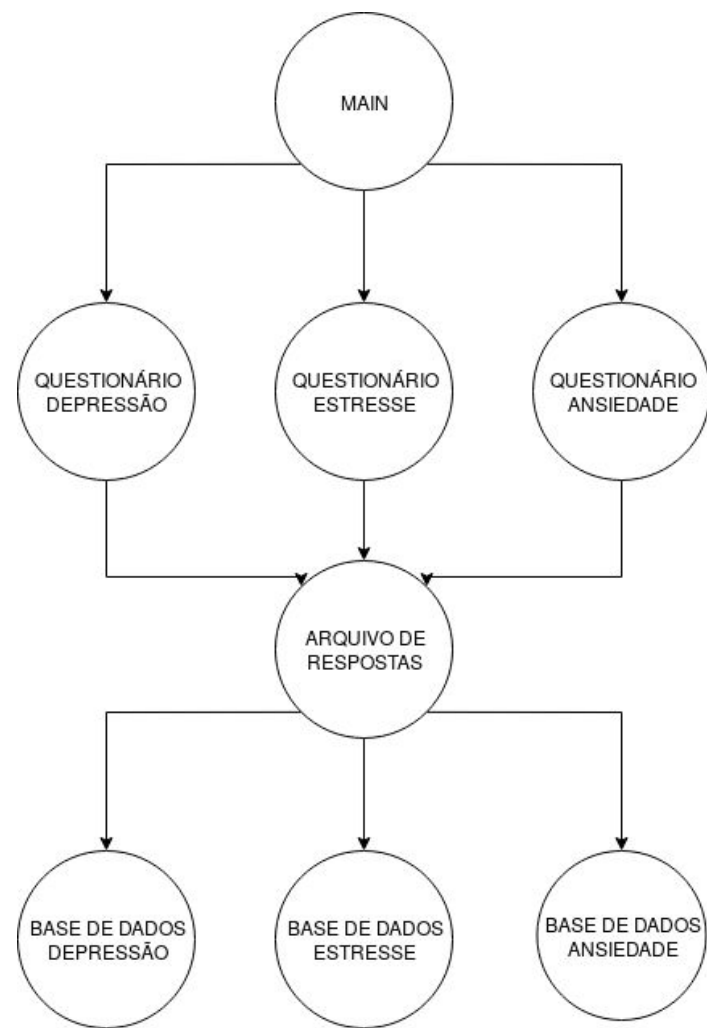 MAIN
QUESTIONÁRIO
DEPRESSÃO
QUESTIONÁRIO
ESTRESSE
QUESTIONÁRIO
ANSIEDADE
ARQUIVO DE
RESPOSTAS
BASE DE DADOS
DEPRESSÃO
BASE DE DADOS
ESTRESSE
BASE DE DADOS
ANSIEDADE